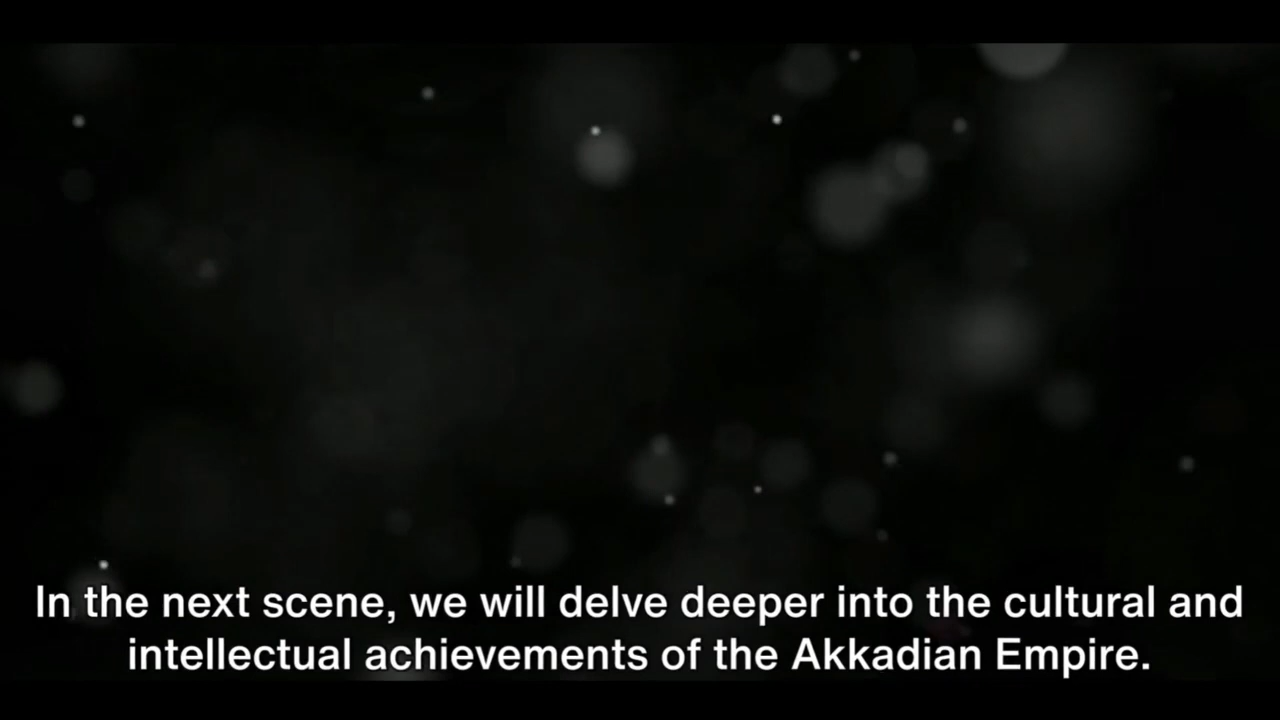 In the next scene, we will delve deeper into the cultural and
intellectual achievements of the Akkadian Empire.